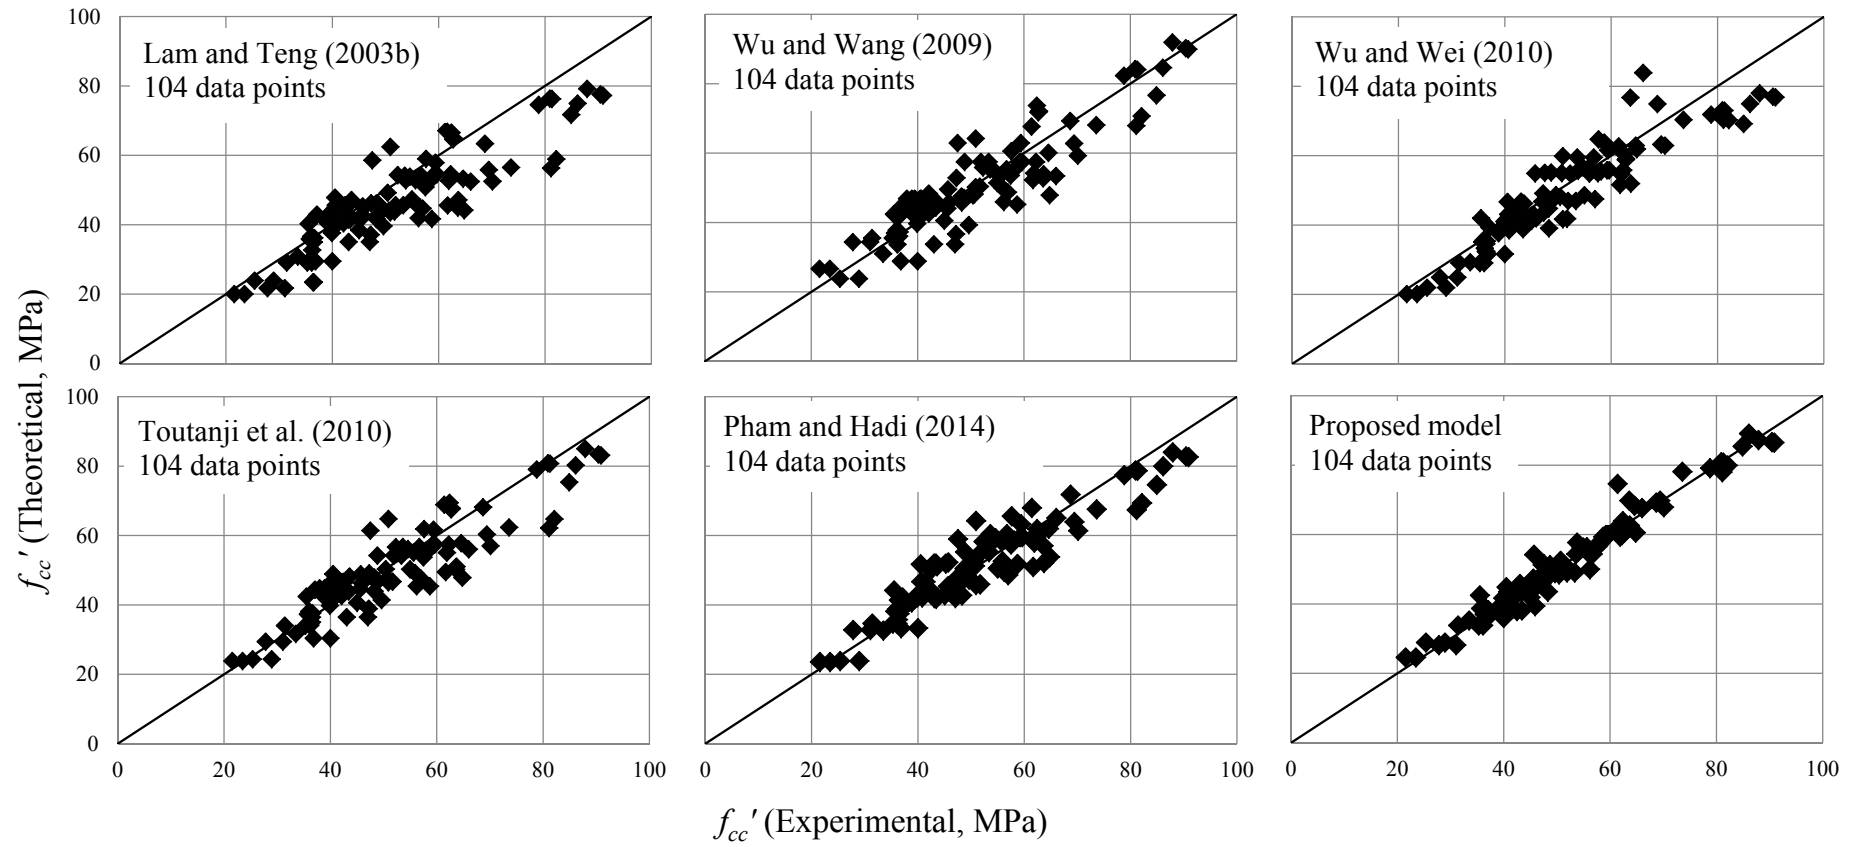 f_cc' (Theoretical, MPa)
100
80
60
40
20
0
Lam and Teng (2003b)
104 data points
Wu and Wang (2009)
104 data points
Wu and Wei (2010)
104 data points
100
80
60
40
20
0
Toutanji et al. (2010)
104 data points
Pham and Hadi (2014)
104 data points
Proposed model
104 data points
0 20 40 60 80 100
0 20 40 60 80 100
0 20 40 60 80 100
f_cc' (Experimental, MPa)